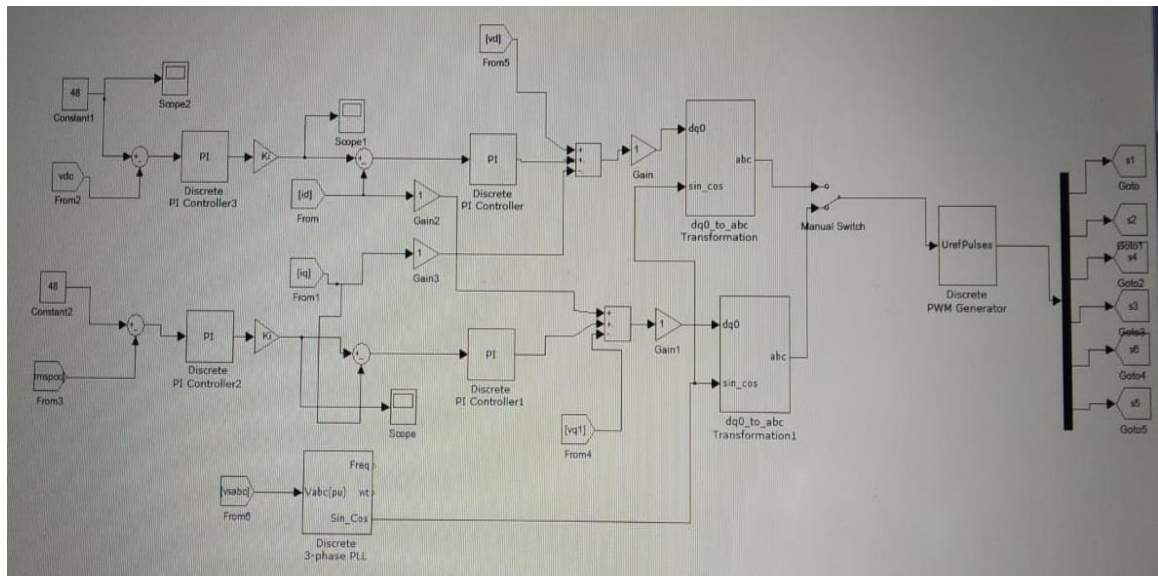 [vd]
From5
48
Constant1
Scope2
Scope1
PI
Discrete
PI Controller3
Ki
vdc
From2
[id]
From
1
Gain2
PI
Discrete
PI Controller
1
Gain
dq0
abc
sin_cos
dq0_to_abc
Transformation
Manual Switch
UrefPulses
Discrete
PWM Generator
s1
Goto
s2
Goto1
s4
Goto2
s3
Goto3
s6
Goto4
s5
Goto5
[iq]
From1
1
Gain3
48
Constant2
PI
Discrete
PI Controller2
Ki
From3
PI
Discrete
PI Controller1
Scope
1
Gain1
[vq1]
From4
dq0
abc
sin_cos
dq0_to_abc
Transformation1
[vsabc]
From6
Freq
Vabc(pu)
wt
Sin_Cos
Discrete
3-phase PLL